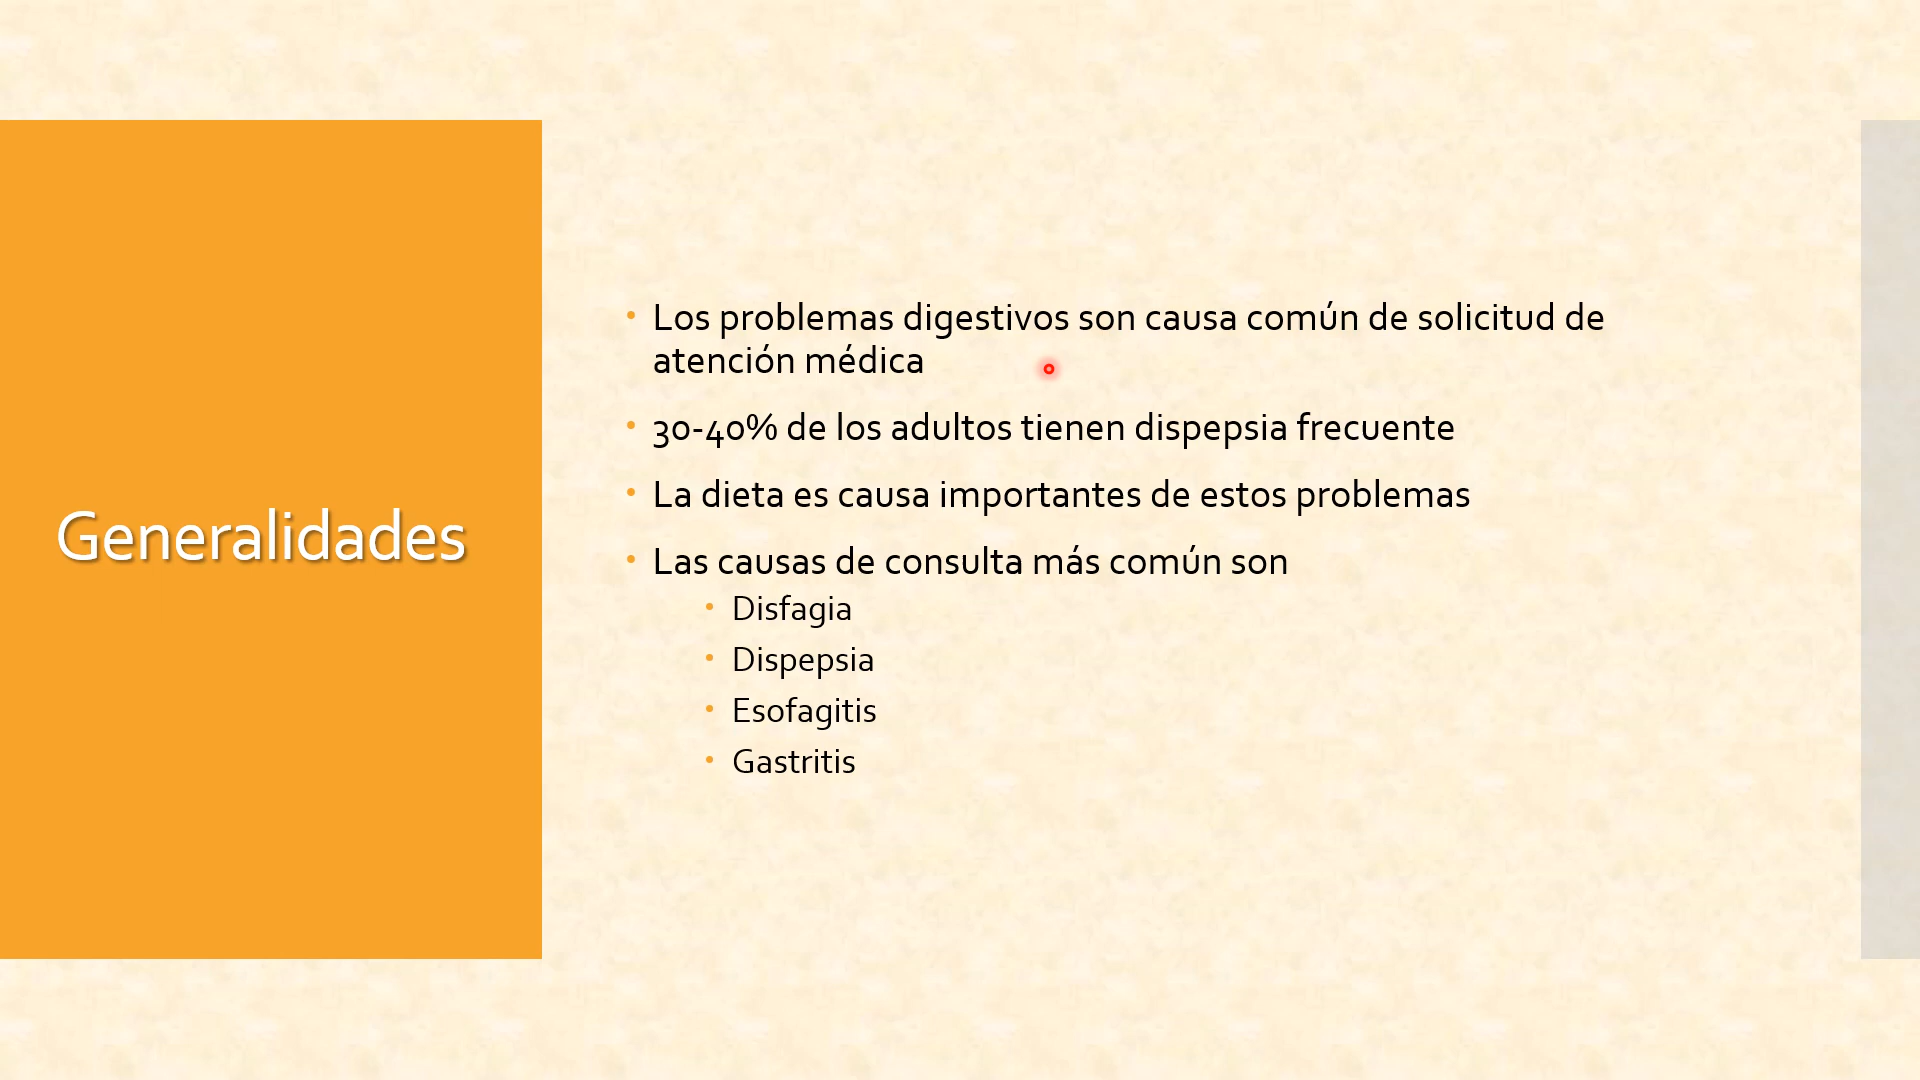 Generalidades
Los problemas digestivos son causa común de solicitud de
atención médica
30-40% de los adultos tienen dispepsia frecuente
La dieta es causa importantes de estos problemas
Las causas de consulta más común son
Disfagia
Dispepsia
Esofagitis
Gastritis